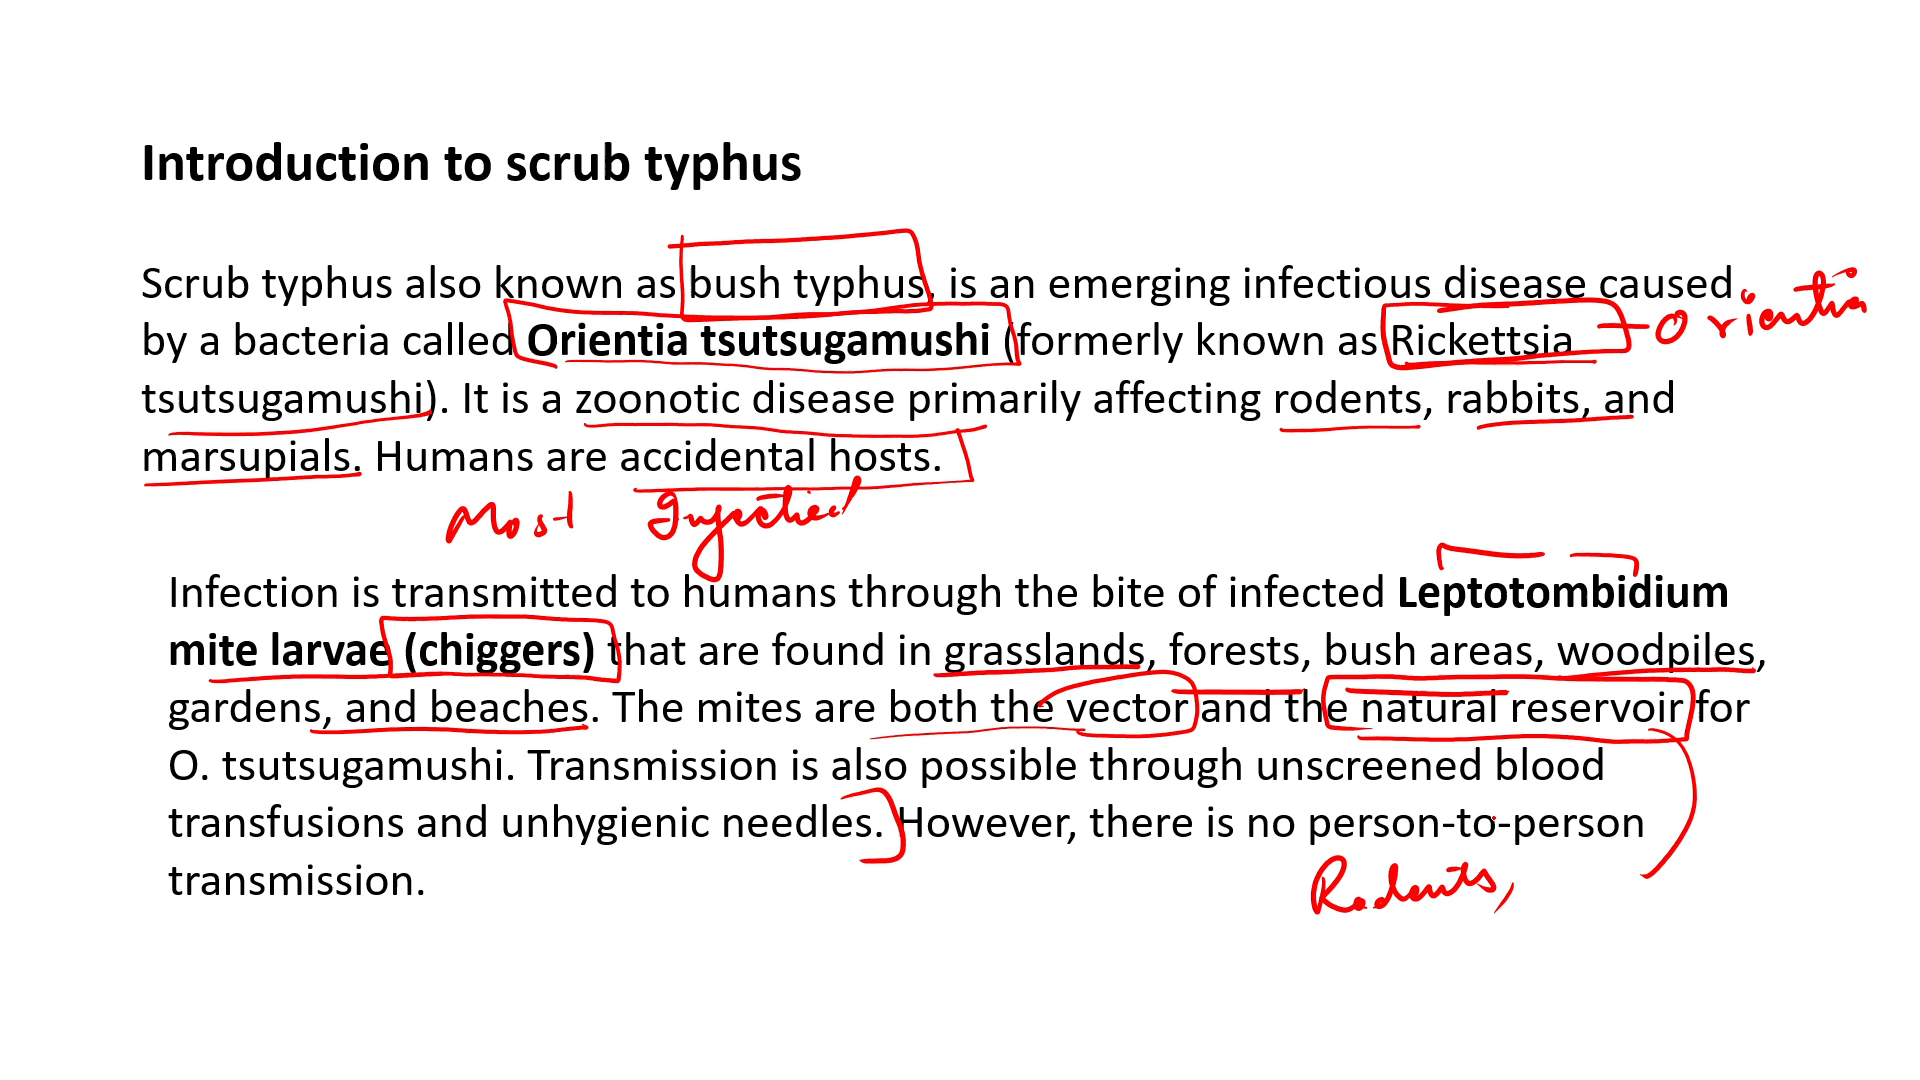 Introduction to scrub typhus
Scrub typhus also known as bush typhus, is an emerging infectious disease caused
by a bacteria called Orientia tsutsugamushi (formerly known as Rickettsia – Orientia
tsutsugamushi). It is a zoonotic disease primarily affecting rodents, rabbits, and
marsupials. Humans are accidental hosts.
Most
Infection is transmitted to humans through the bite of infected Leptotombidium
mite larvae (chiggers) that are found in grasslands, forests, bush areas, woodpiles,
gardens, and beaches. The mites are both the vector and the natural reservoir for
O. tsutsugamushi. Transmission is also possible through unscreened blood
transfusions and unhygienic needles. However, there is no person-to-person
transmission.
Rodents,